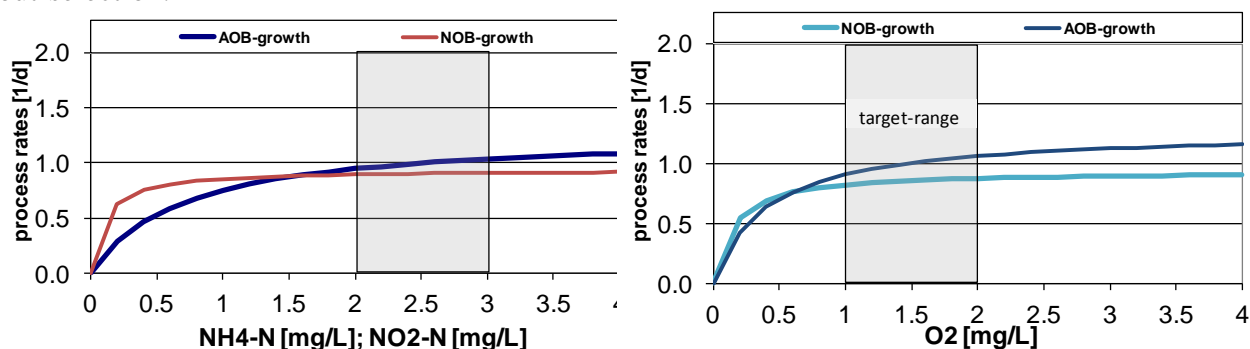 AOB-growth NOB-growth
2.0
1.5
1.0
0.5
0.0
process rates [1/d]
0 0.5 1 1.5 2 2.5 3 3.5
NH4-N [mg/L]; NO2-N [mg/L]
NOB-growth AOB-growth
2.0
1.5
1.0
0.5
0.0
process rates [1/d]
target-range
0 0.5 1 1.5 2 2.5 3 3.5 4
O2 [mg/L]